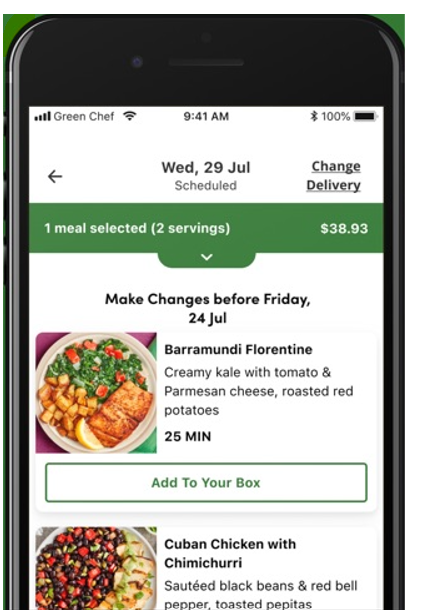 Green Chef 9:41 AM 100%
Wed, 29 Jul
Scheduled
Change
Delivery
1 meal selected (2 servings) $38.93
Make Changes before Friday,
24 Jul
Barramundi Florentine
Creamy kale with tomato &
Parmesan cheese, roasted red
potatoes
25 MIN
Add To Your Box
Cuban Chicken with
Chimichurri
Sautéed black beans & red bell
pepper, toasted pepitas